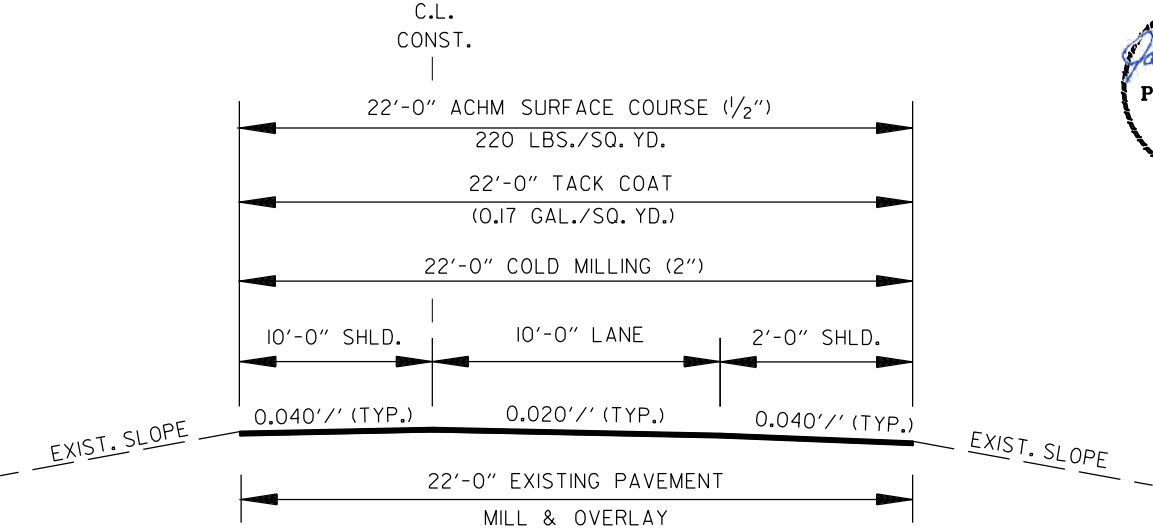 C.L.
CONST.
22'-0" ACHM SURFACE COURSE (1/2")
220 LBS./SQ. YD.
22'-0" TACK COAT
(0.17 GAL./SQ. YD.)
22'-0" COLD MILLING (2")
10'-0" SHLD. 10'-0" LANE 2'-0" SHLD.
0.040'/' (TYP.) 0.020'/' (TYP.) 0.040'/' (TYP.)
EXIST. SLOPE EXIST. SLOPE
22'-0" EXISTING PAVEMENT
MILL & OVERLAY
P